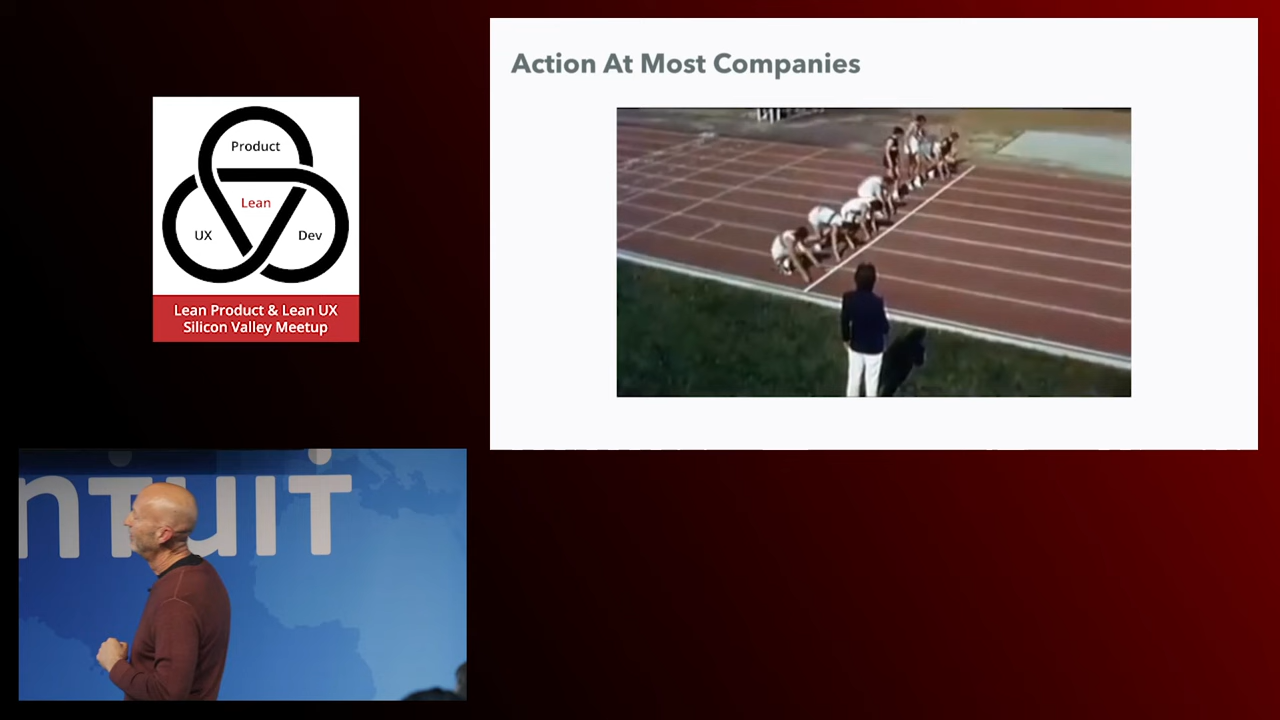 Action At Most Companies
Product
Lean
UX
Dev
Lean Product & Lean UX
Silicon Valley Meetup
ntuit